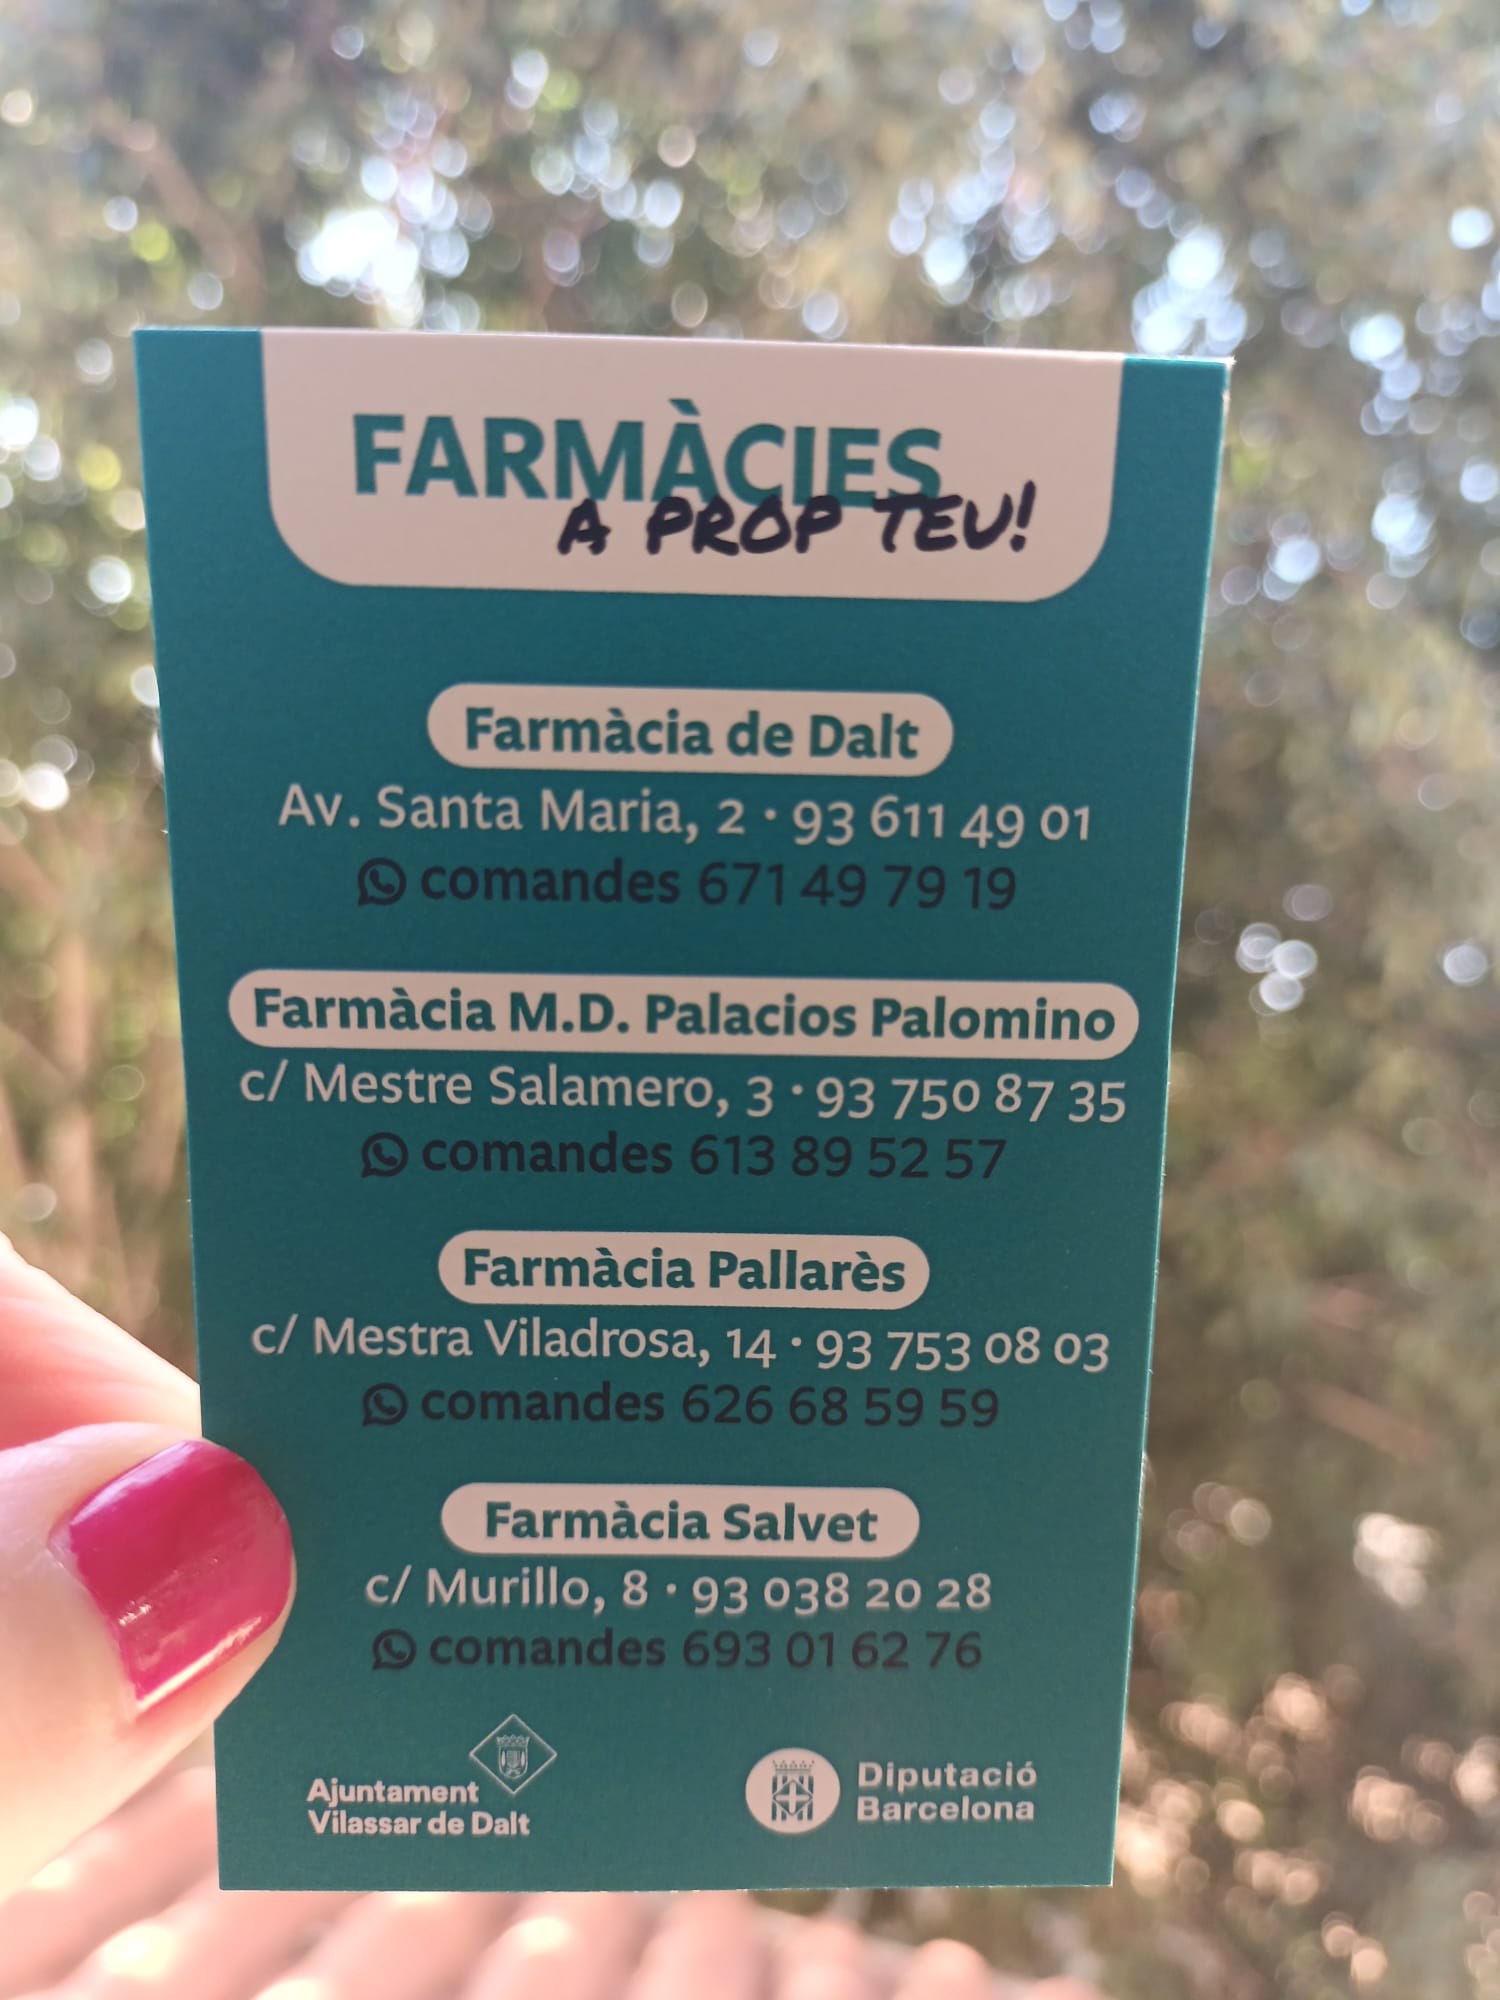 FARMÀCIES
A PROP TEU!
Farmàcia de Dalt
Av. Santa Maria, 2 · 93 611 49 01
comandes 671 49 79 19
Farmàcia M.D. Palacios Palomino
c/ Mestre Salamero, 3 · 93 750 87 35
comandes 613 89 52 57
Farmàcia Pallarès
c/ Mestra Viladrosa, 14 · 93 753 08 03
comandes 626 68 59 59
Farmàcia Salvet
c/ Murillo, 8 · 93 038 20 28
comandes 693 01 62 76
Ajuntament
Vilassar de Dalt
Diputació
Barcelona